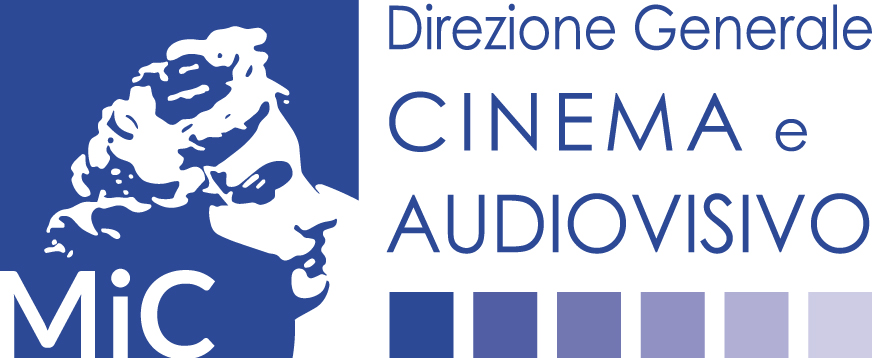 Direzione Generale
CINEMA e
AUDIOVISIVO
MiC